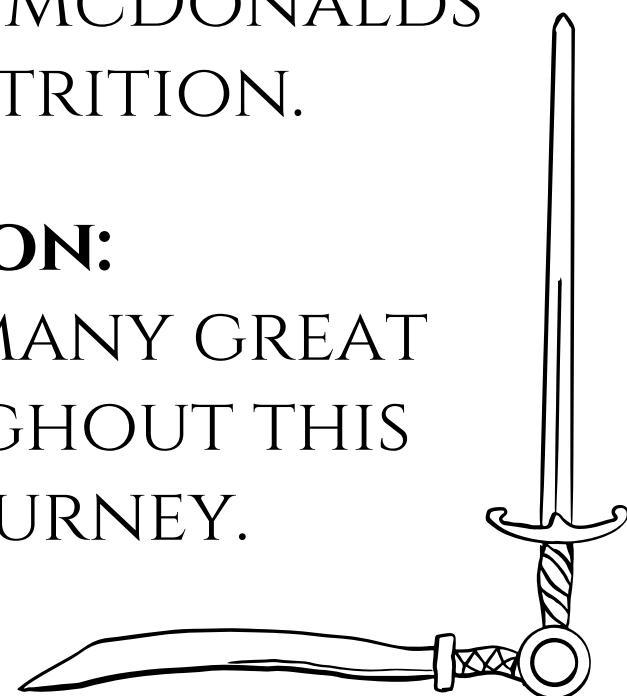 MCDONALDS
TRITION.
ON:
MANY GREAT
GHOUT THIS
URNEY.